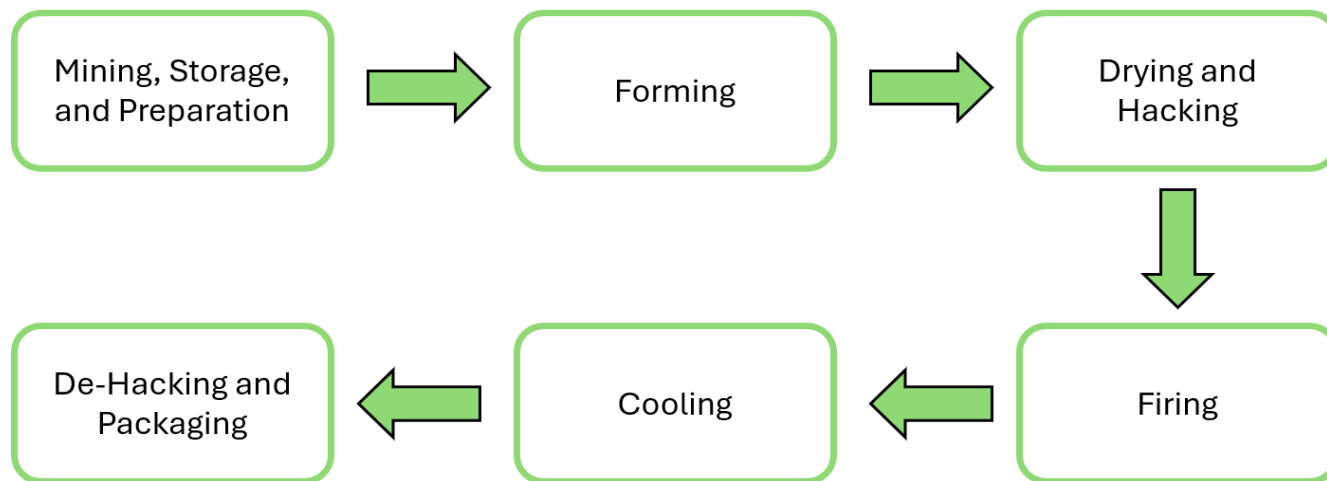 Mining, Storage,
and Preparation
Forming
Drying and
Hacking
Firing
Cooling
De-Hacking and
Packaging